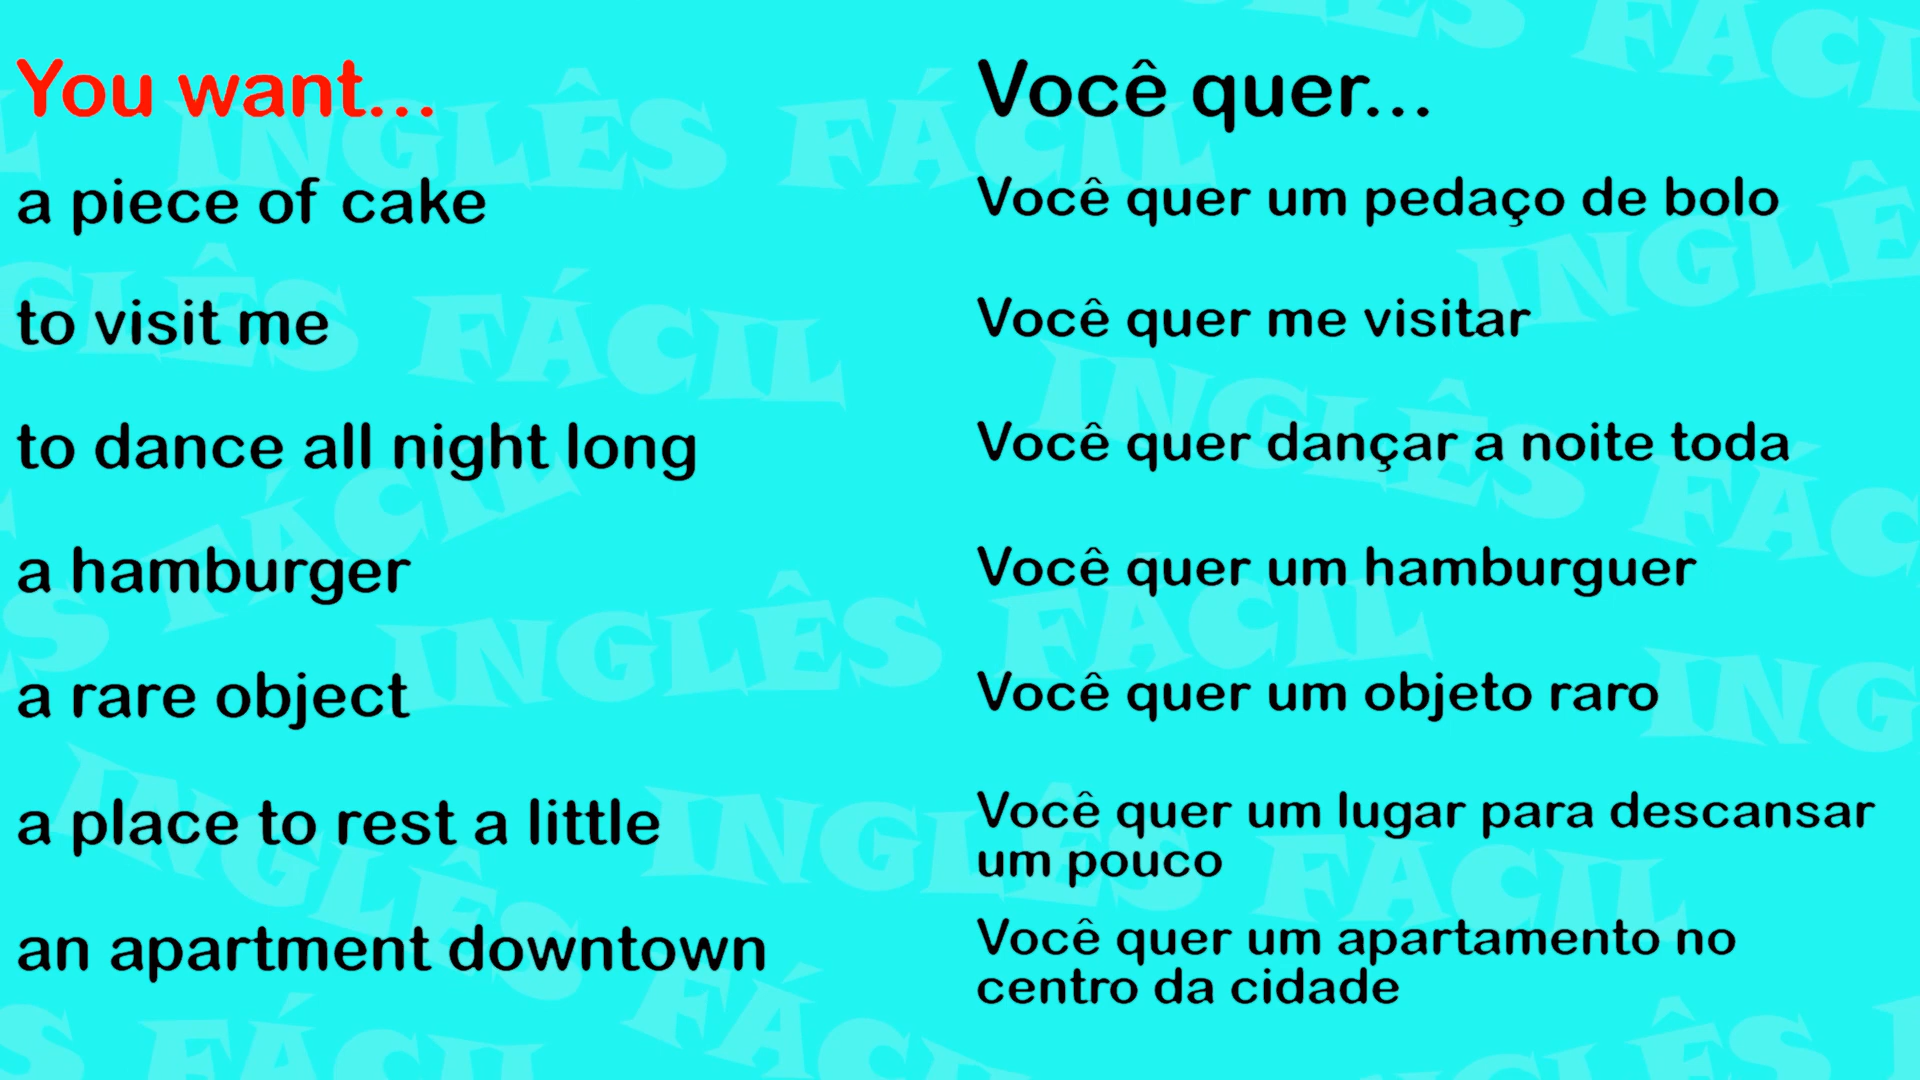 You want...
a piece of cake
to visit me
to dance all night long
a hamburger
a rare object
a place to rest a little
an apartment downtown
Você quer...
Você quer um pedaço de bolo
Você quer me visitar
Você quer dançar a noite toda
Você quer um hamburguer
Você quer um objeto raro
Você quer um lugar para descansar
um pouco
Você quer um apartamento no
centro da cidade
INGLÊS FÁCIL